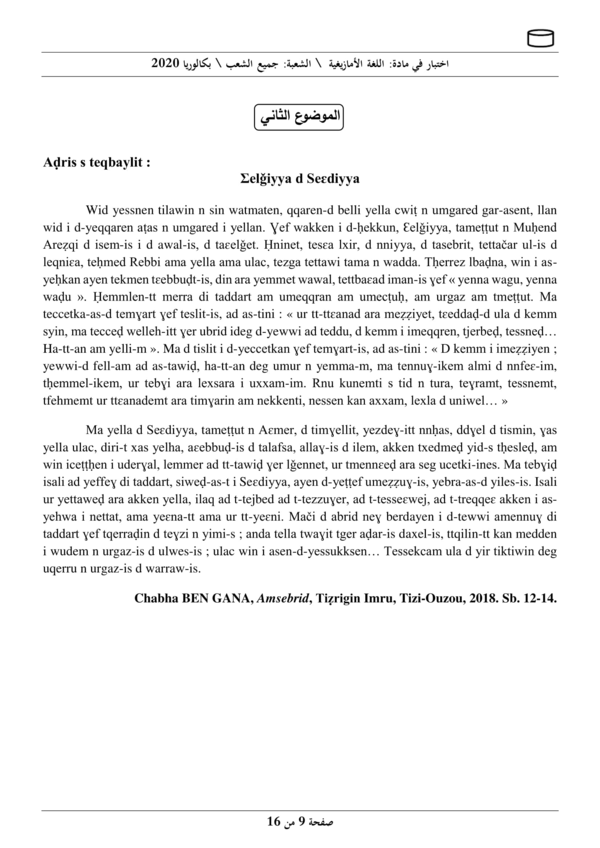 اختبار في مادة: اللغة الأمازيغية \ الشعبة: جميع الشعب \ بكالوريا 2020
الموضوع الثاني
Aḍris s teqbaylit :
Ɛelǧiyya d Seɛdiyya
Wid yessnen tilawin n sin watmaten, qqaren-d belli yella cwiṭ n umgared gar-asent, llan
wid i d-yeqqaren aṭas n umgared i yellan. Ɣef wakken i d-ḥekkun, Ɛelǧiyya, tameṭṭut n Muḥend
Areẓqi d isem-is i d awal-is, d taɛelǧet. Ḥninet, tesɛa lxir, d nniyya, d tasebrit, tettačar ul-is d
leqniɛa, teḥmed Rebbi ama yella ama ulac, tezga tettawi tama n wadda. Tḥerrez lbaḍna, win i as-
yeḥkan ayen tekmen tɛebbuḍt-is, din ara yemmet wawal, tettbaɛad iman-is ɣef « yenna wagu, yenna
waḍu ». Ḥemmlen-tt merra di taddart am umeqqran am umecṭuḥ, am urgaz am tmeṭṭut. Ma
teccetka-as-d temɣart ɣef teslit-is, ad as-tini : « ur tt-ttɛanad ara meẓẓiyet, tɛeddaḍ-d ula d kemm
syin, ma tecceḍ welleh-itt ɣer ubrid ideg d-yewwi ad teddu, d kemm i imeqqren, tjerbeḍ, tessneḍ…
Ha-tt-an am yelli-m ». Ma d tislit i d-yeccetkan ɣef temɣart-is, ad as-tini : « D kemm i imeẓẓiyen ;
yewwi-d fell-am ad as-tawiḍ, ha-tt-an deg umur n yemma-m, ma tennuɣ-ikem almi d nnfeɛ-im,
tḥemmel-ikem, ur tebɣi ara lexsara i uxxam-im. Rnu kunemti s tid n tura, teɣramt, tessnemt,
tfehmemt ur ttɛanademt ara timɣarin am nekkenti, nessen kan axxam, lexla d uniwel… »
Ma yella d Seɛdiyya, tameṭṭut n Aɛmer, d timɣellit, yezdeɣ-itt nnḥas, ddɣel d tismin, ɣas
yella ulac, diri-t xas yelha, aɛebbuḍ-is d talafsa, allaɣ-is d ilem, akken txedmeḍ yid-s tḥesleḍ, am
win iceṭṭḥen i uderɣal, lemmer ad tt-tawiḍ ɣer lǧennet, ur tmennɛeḍ ara seg ucetki-ines. Ma tebɣiḍ
isali ad yeffeɣ di taddart, siweḍ-as-t i Seɛdiyya, ayen d-yeṭṭef umeẓẓuɣ-is, yebra-as-d yiles-is. Isali
ur yettaweḍ ara akken yella, ilaq ad t-tejbed ad t-tezzuɣer, ad t-tesseɛwej, ad t-treqqeɛ akken i as-
yehwa i nettat, ama yeɛna-tt ama ur tt-yeɛni. Mači d abrid neɣ berdayen i d-tewwi amennuɣ di
taddart ɣef tqerraḍin d teɣzi n yimi-s ; anda tella twaɣit tger aḍar-is daxel-is, ttqilin-tt kan medden
i wudem n urgaz-is d ulwes-is ; ulac win i asen-d-yessukksen… Tessekcam ula d yir tiktiwin deg
uqerru n urgaz-is d warraw-is.
Chabha BEN GANA, Amsebrid, Tiẓrigin Imru, Tizi-Ouzou, 2018. Sb. 12-14.
صفحة 9 من 16